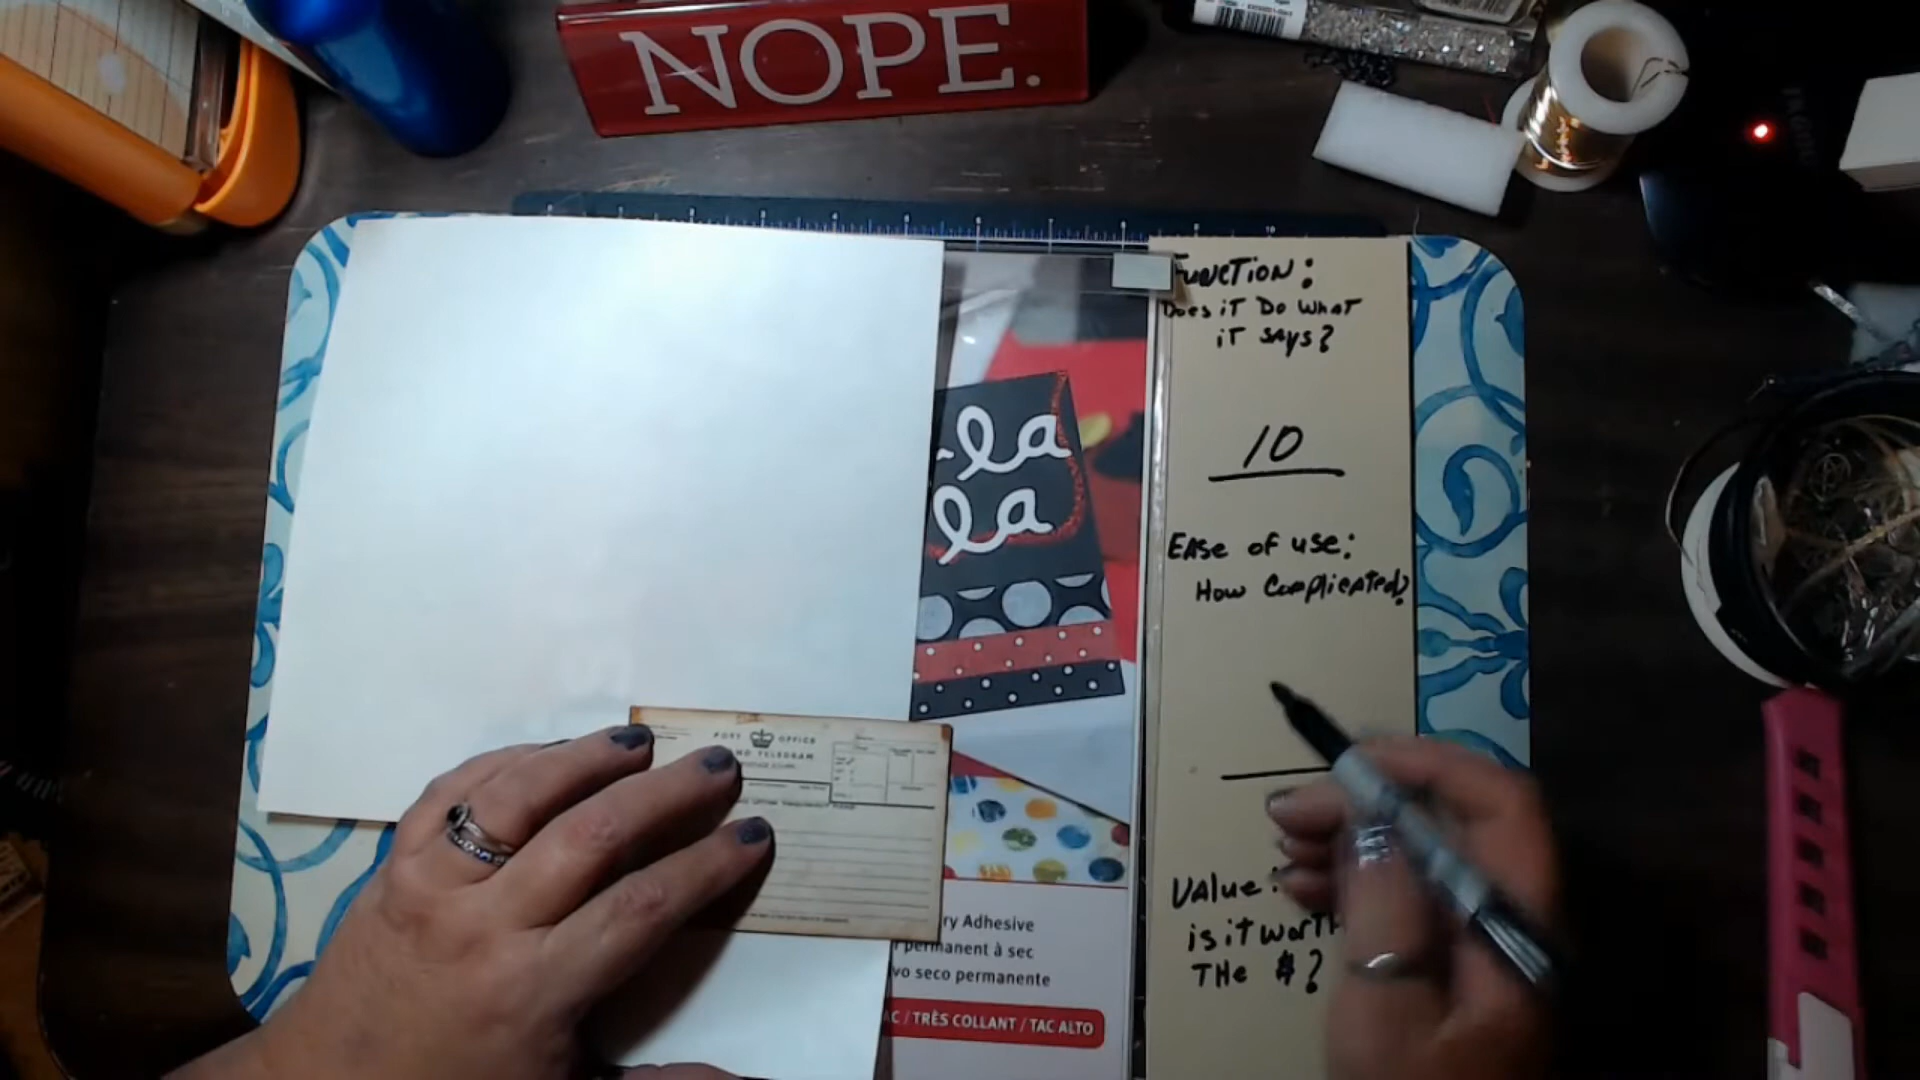 NOPE.
FUNCTION:
Does iT Do WhaT
iT SAys?
10
EAse of use:
How Complicated?
VAlue:
is iT worTH
THe $?
la
la
POST OFFICE
TELEGRAM
ry Adhesive
permanent à sec
vo seco permanente
AC / TRÈS COLLANT / TAC ALTO